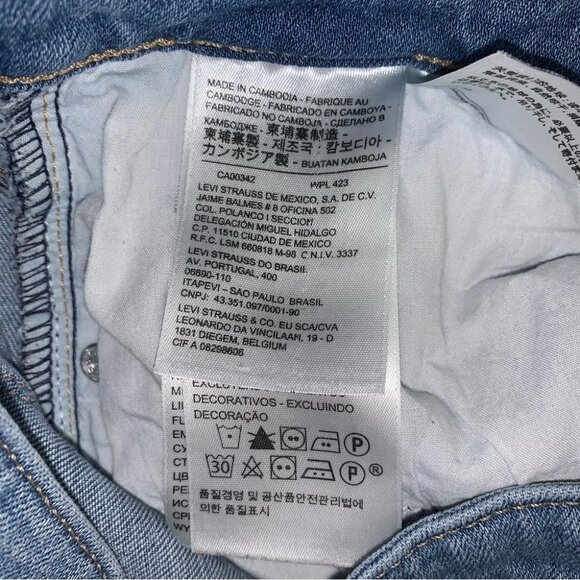 MADE IN CAMBODIA - FABRIQUE AU
CAMBODGE - FABRICADO EN CAMBOYA -
FABRICADO NO CAMBOJA - СДЕЛАНО В
КАМБОДЖЕ - 柬埔寨制造 -
柬埔寨製 - 제조국: 캄보디아 -
カンボジア製 - BUATAN KAMBOJA
CA00342 WPL 423
LEVI STRAUSS DE MEXICO, S.A. DE C.V.
JAIME BALMES # 8 OFICINA 502
COL. POLANCO I SECCION
DELEGACIÓN MIGUEL HIDALGO
C.P. 11510 CIUDAD DE MEXICO
R.F.C. LSM 660818 M-98 C.N.I.V. 3337
LEVI STRAUSS DO BRASIL
AV. PORTUGAL, 400
06690-110
ITAPEVI - SAO PAULO BRASIL
CNPJ: 43.351.097/0001-90
LEVI STRAUSS & CO. EU SCA/CVA
LEONARDO DA VINCILAAN, 19 - D
1831 DIEGEM, BELGIUM
CIF A 08298606
DECORATIVOS - EXCLUINDO
DECORAÇÃO
P
30 P ®
품질경영 및 공산품안전관리법에
의한 품질표시